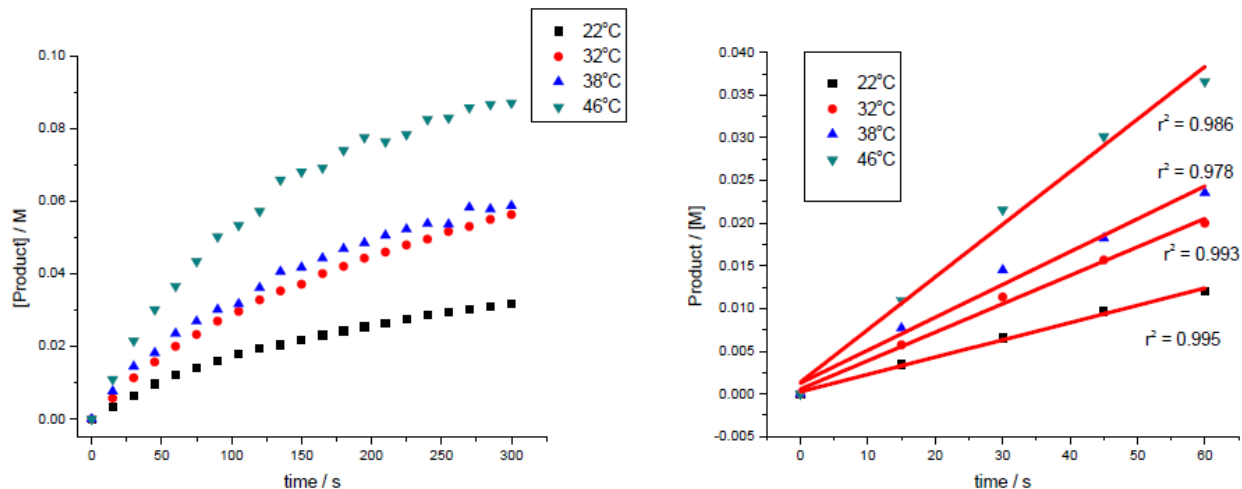 22°C
32°C
38°C
46°C
0.10
0.08
0.06
0.04
0.02
0.00
[Product] / M
0 50 100 150 200 250 300
time / s
0.040
0.035
0.030
0.025
0.020
0.015
0.010
0.005
0.000
-0.005
Product / [M]
22°C
32°C
38°C
46°C
r² = 0.986
r² = 0.978
r² = 0.993
r² = 0.995
0 10 20 30 40 50 60
time / s